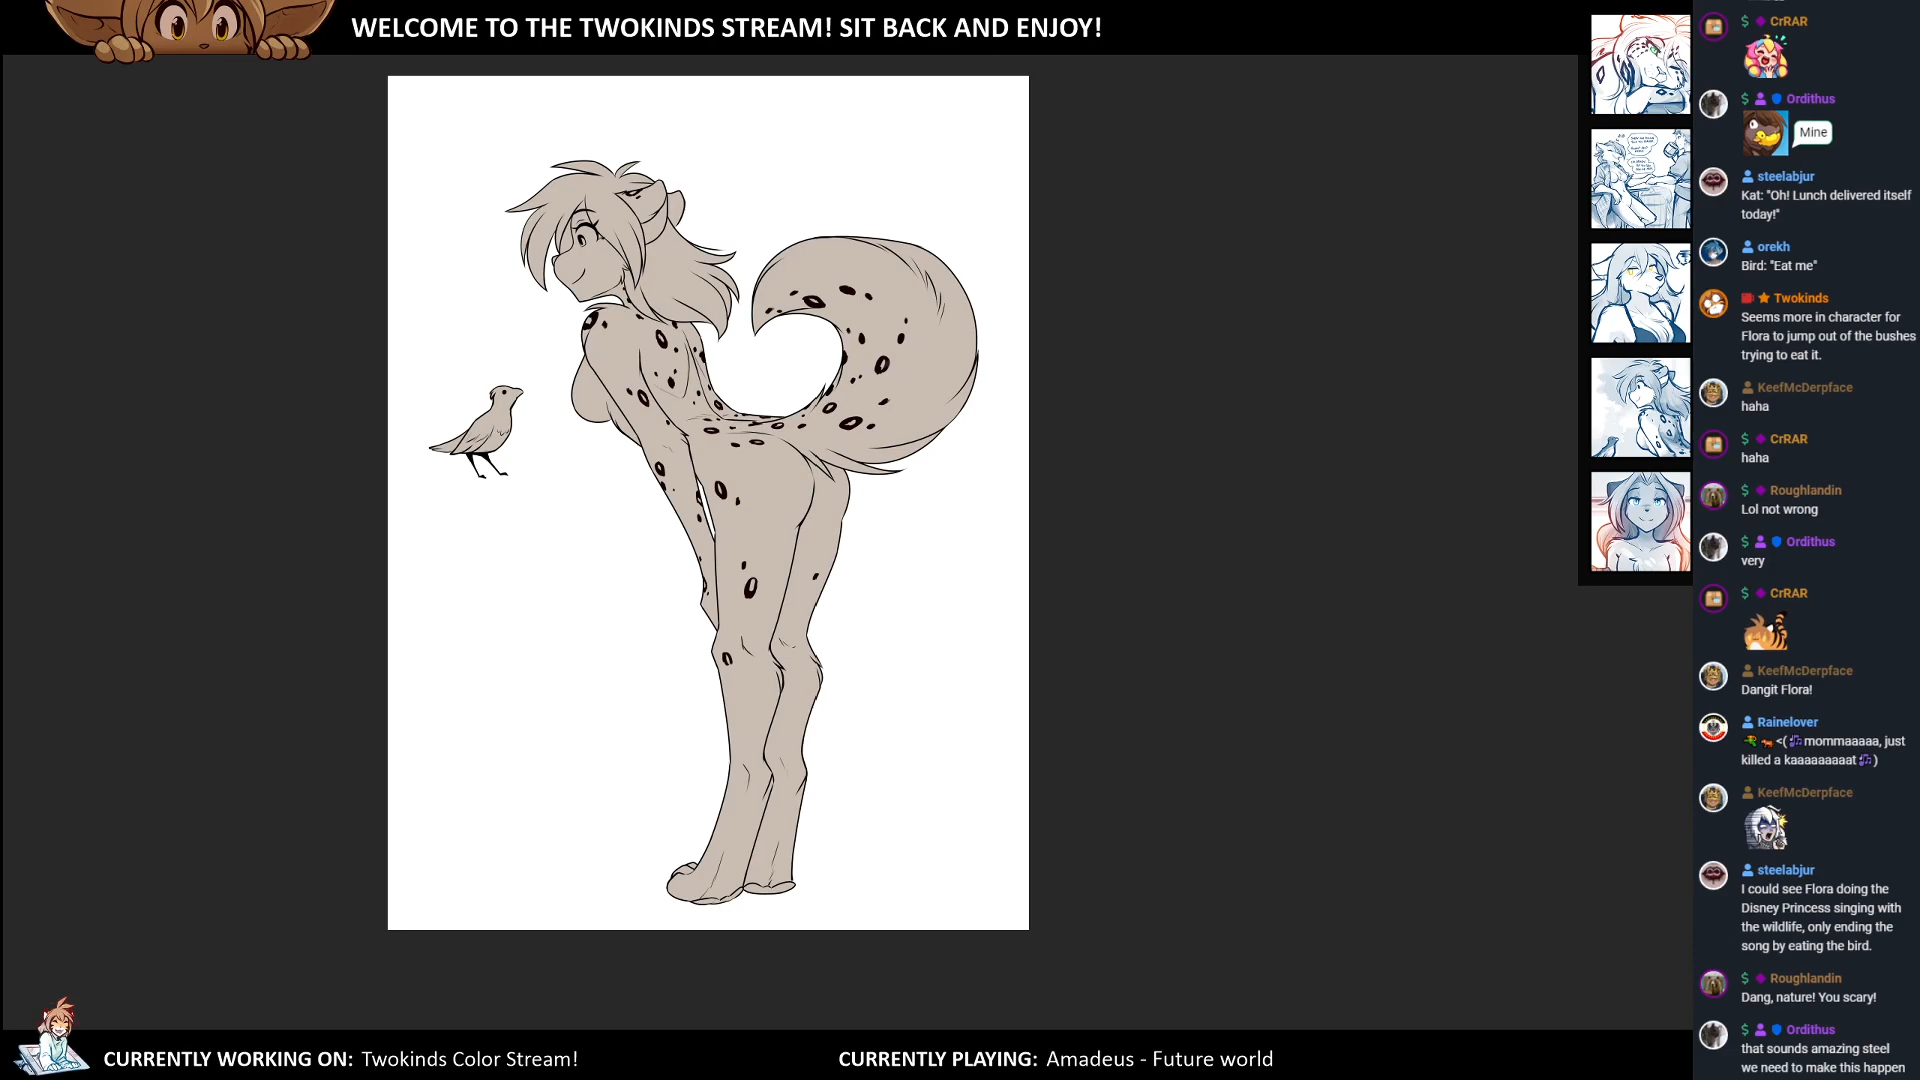 WELCOME TO THE TWOKINDS STREAM! SIT BACK AND ENJOY!
CrRAR
Ordithus
Mine
steelabjur
Kat: "Oh! Lunch delivered itself
today!"
orekh
Bird: "Eat me"
Twokinds
Seems more in character for
Flora to jump out of the bushes
trying to eat it.
KeefMcDerpface
haha
CrRAR
haha
Roughlandin
Lol not wrong
Ordithus
very
CrRAR
KeefMcDerpface
Dangit Flora!
Rainelover
<(🎶mommaaaaa, just
killed a kaaaaaaaat🎶)
KeefMcDerpface
steelabjur
I could see Flora doing the
Disney Princess singing with
the wildlife, only ending the
song by eating the bird.
Roughlandin
Dang, nature! You scary!
Ordithus
that sounds amazing steel
we need to make this happen
CURRENTLY WORKING ON: Twokinds Color Stream!
CURRENTLY PLAYING: Amadeus - Future world